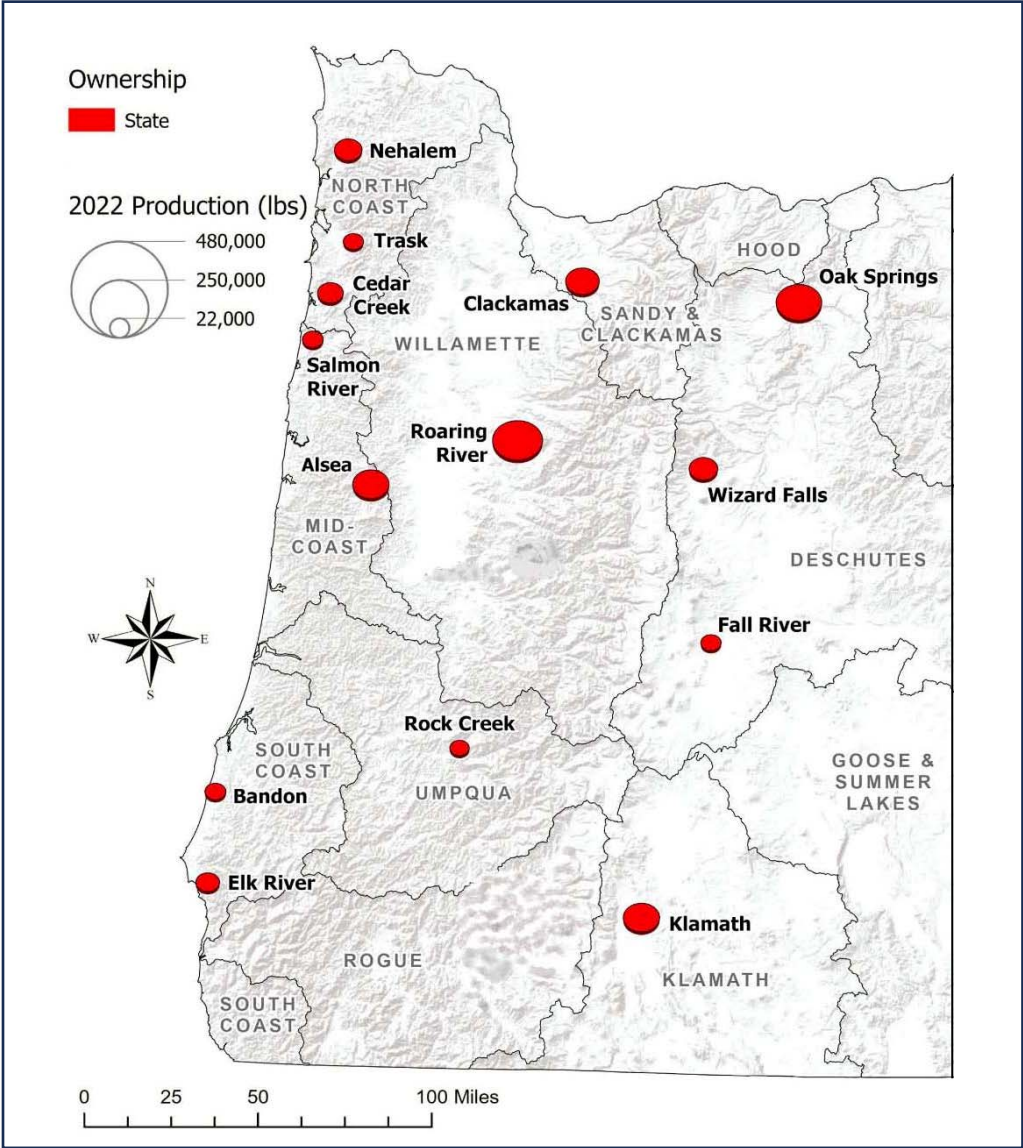 Ownership
State
2022 Production (lbs)
480,000
250,000
22,000
Nehalem
NORTH
COAST
Trask
Cedar
Creek
Salmon
River
Alsea
MID-
COAST
WILLAMETTE
Clackamas
SANDY &
CLACKAMAS
HOOD
Oak Springs
Roaring
River
Wizard Falls
DESCHUTES
Fall River
N
W
E
S
Rock Creek
UMPQUA
SOUTH
COAST
Bandon
Elk River
GOOSE &
SUMMER
LAKES
Klamath
KLAMATH
ROGUE
SOUTH
COAST
0 25 50 100 Miles